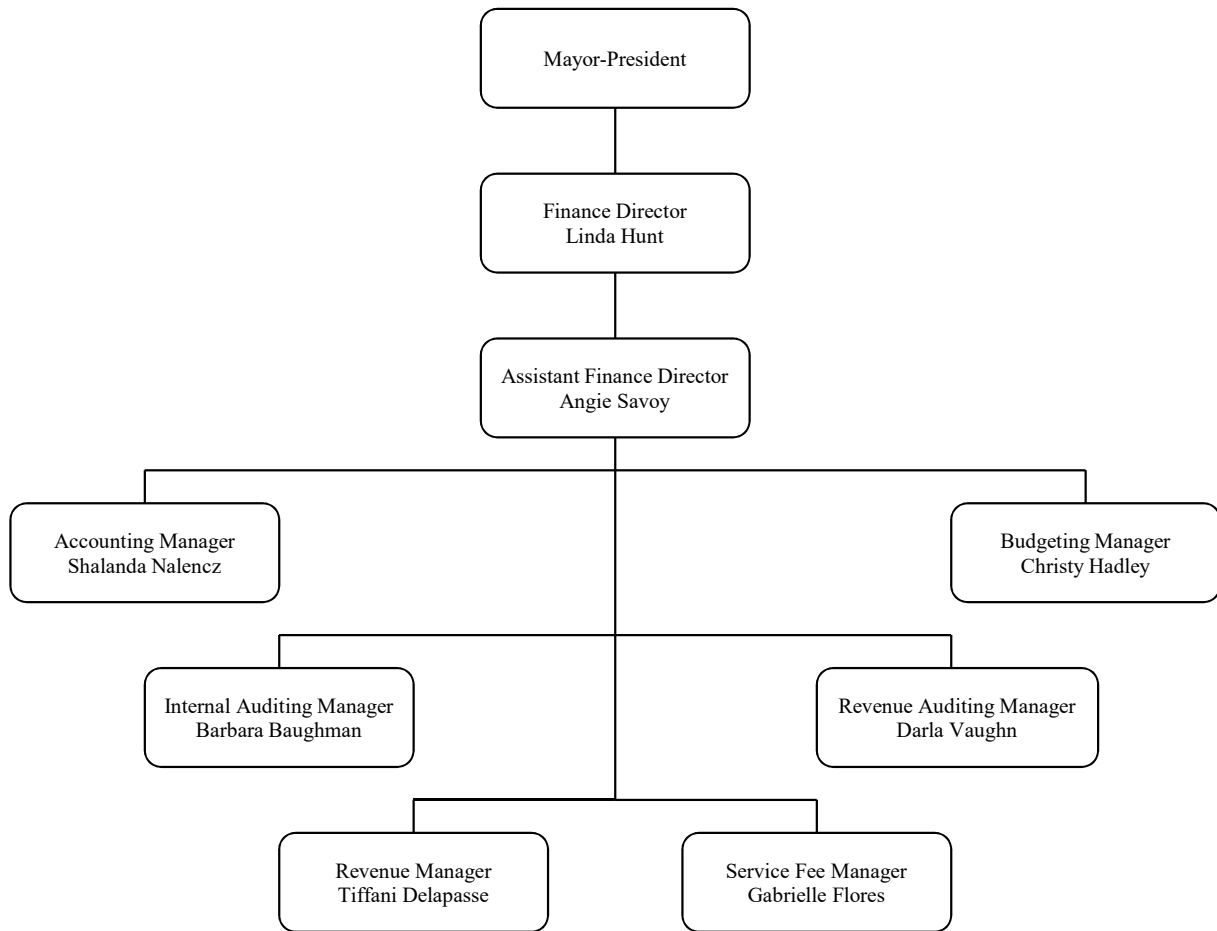 Mayor-President
Finance Director
Linda Hunt
Assistant Finance Director
Angie Savoy
Accounting Manager
Shalanda Nalencz
Budgeting Manager
Christy Hadley
Internal Auditing Manager
Barbara Baughman
Revenue Auditing Manager
Darla Vaughn
Revenue Manager
Tiffani Delapasse
Service Fee Manager
Gabrielle Flores